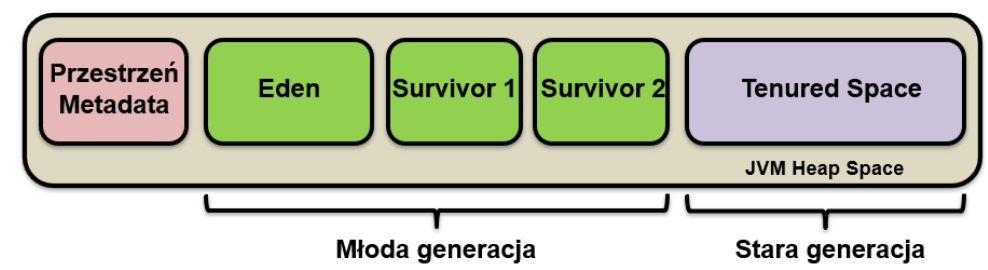 Przestrzeń
Metadata
Eden
Survivor 1
Survivor 2
Tenured Space
JVM Heap Space
Młoda generacja
Stara generacja